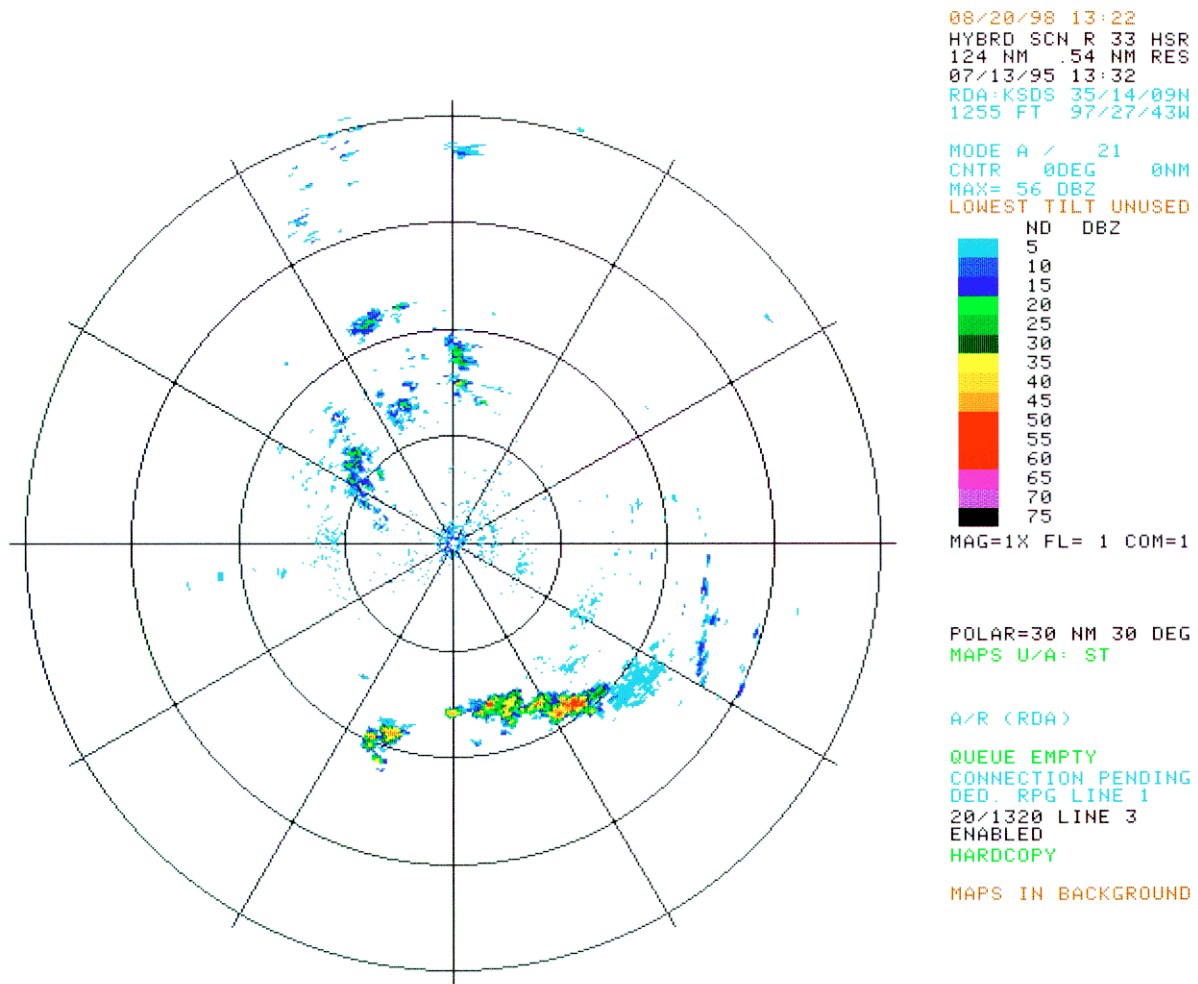 08/20/98 13:22
HYBRD SCN R 33 HSR
124 NM .54 NM RES
07/13/95 13:32
RDA:KSDS 35/14/09N
1255 FT 97/27/43W
MODE A / 21
CNTR 0DEG 0NM
MAX= 56 DBZ
LOWEST TILT UNUSED
ND DBZ
5
10
15
20
25
30
35
40
45
50
55
60
65
70
75
MAG=1X FL= 1 COM=1
POLAR=30 NM 30 DEG
MAPS U/A: ST
A/R (RDA)
QUEUE EMPTY
CONNECTION PENDING
DED. RPG LINE 1
20/1320 LINE 3
ENABLED
HARDCOPY
MAPS IN BACKGROUND